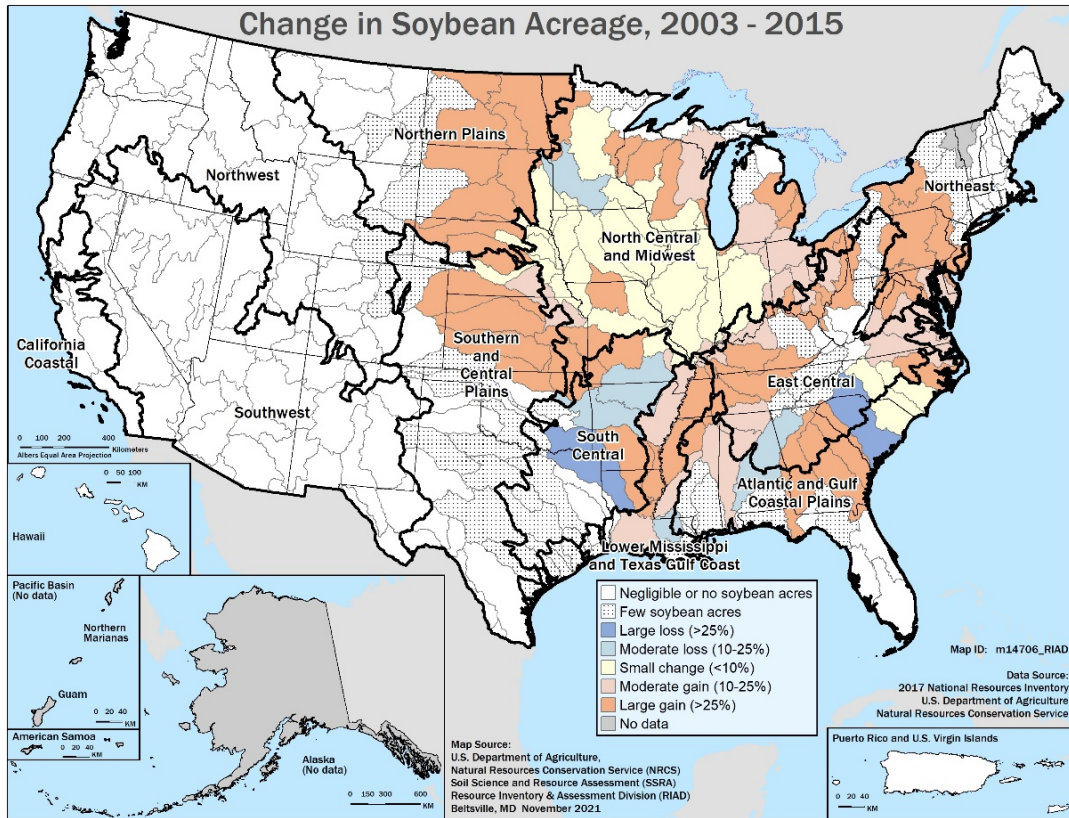 Change in Soybean Acreage, 2003 - 2015
Northern Plains
Northwest
Northeast
North Central
and Midwest
California
Coastal
Southern
and
Central
Plains
East Central
Southwest
South
Central
Atlantic and Gulf
Coastal Plains
Lower Mississippi
and Texas Gulf Coast
0 100 200 400
Kilometers
Albers Equal Area Projection
0 50 100
KM
Hawaii
Pacific Basin
(No data)
Northern
Marianas
Guam
0 20 40
KM
American Samoa
0 20 40
KM
Alaska
(No data)
0 150 300 600
KM
Map Source:
U.S. Department of Agriculture,
Natural Resources Conservation Service (NRCS)
Soil Science and Resource Assessment (SSRA)
Resource Inventory & Assessment Division (RIAD)
Beltsville, MD November 2021
Negligible or no soybean acres
Few soybean acres
Large loss (>25%)
Moderate loss (10-25%)
Small change (<10%)
Moderate gain (10-25%)
Large gain (>25%)
No data
Map ID: m14706_RIAD
Data Source:
2017 National Resources Inventory
U.S. Department of Agriculture
Natural Resources Conservation Service
Puerto Rico and U.S. Virgin Islands
0 20 40
KM